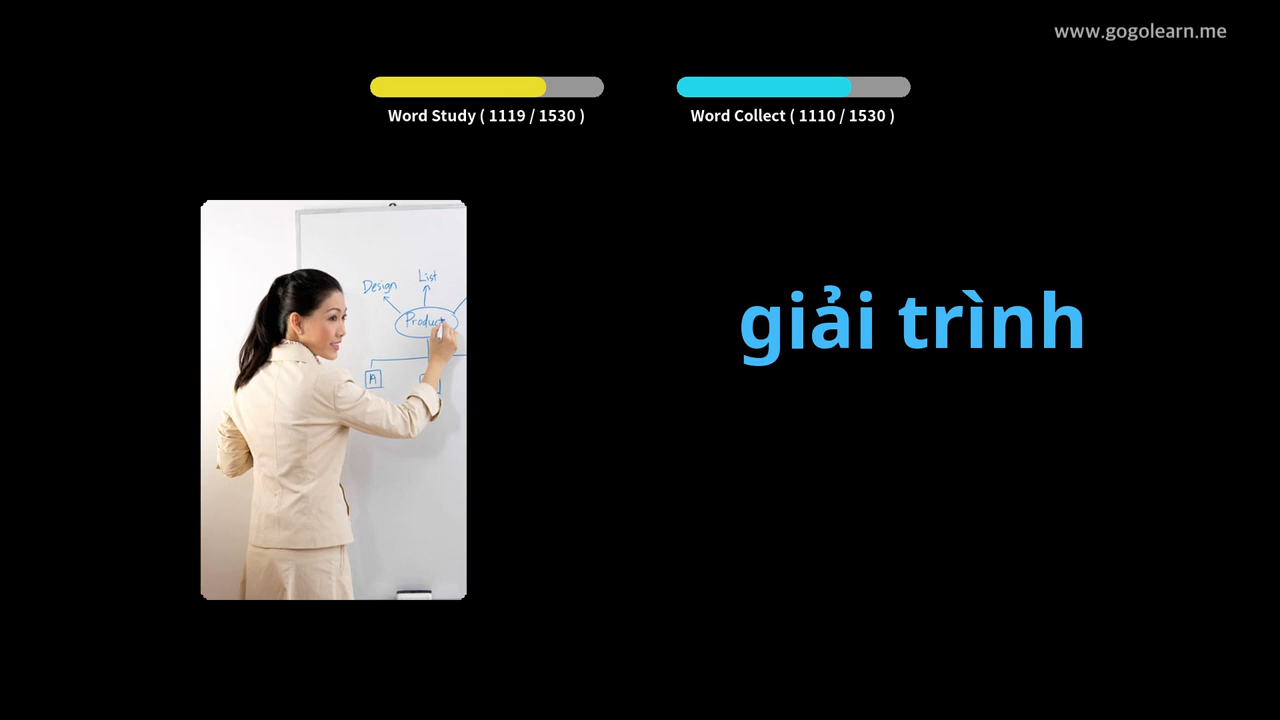 www.gogolearn.me
Word Study ( 1119 / 1530 )
Word Collect ( 1110 / 1530 )
giải trình
List
Design
Product
A